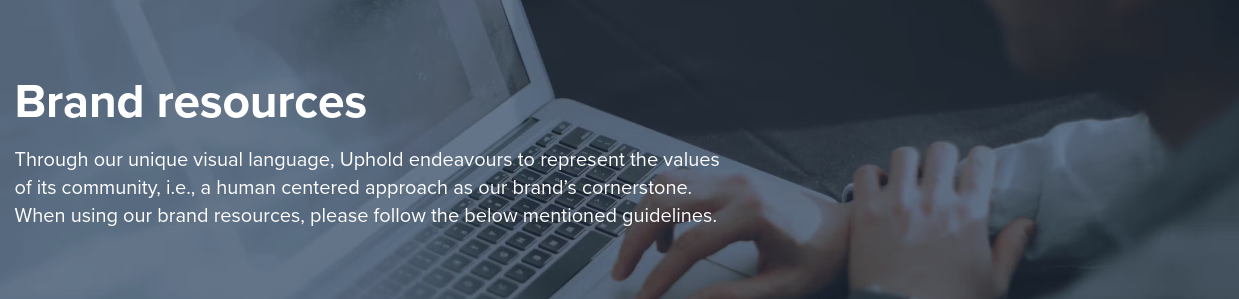 Brand resources
Through our unique visual language, Uphold endeavours to represent the values
of its community, i.e., a human centered approach as our brand's cornerstone.
When using our brand resources, please follow the below mentioned guidelines.